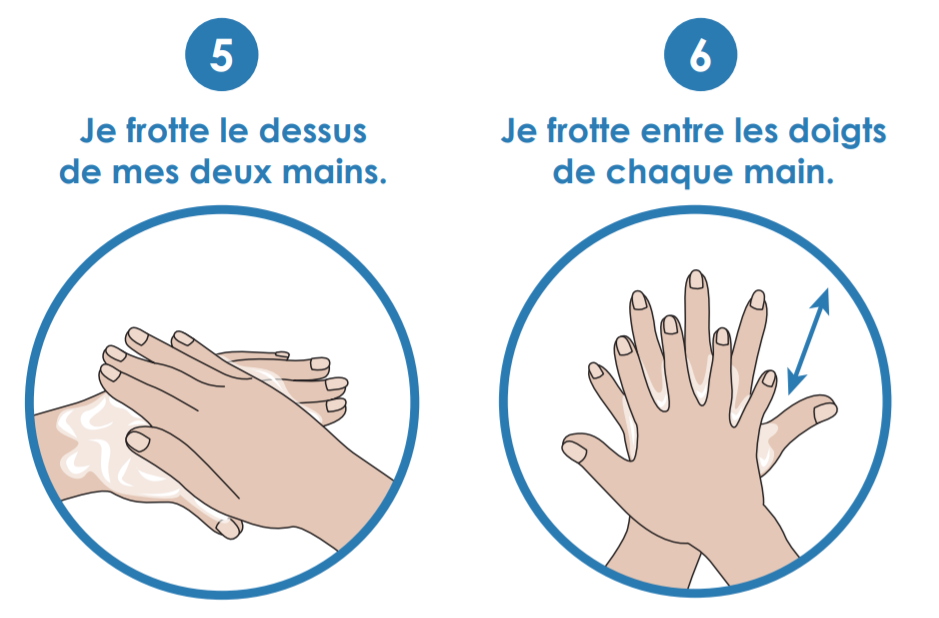 5
Je frotte le dessus
de mes deux mains.
6
Je frotte entre les doigts
de chaque main.